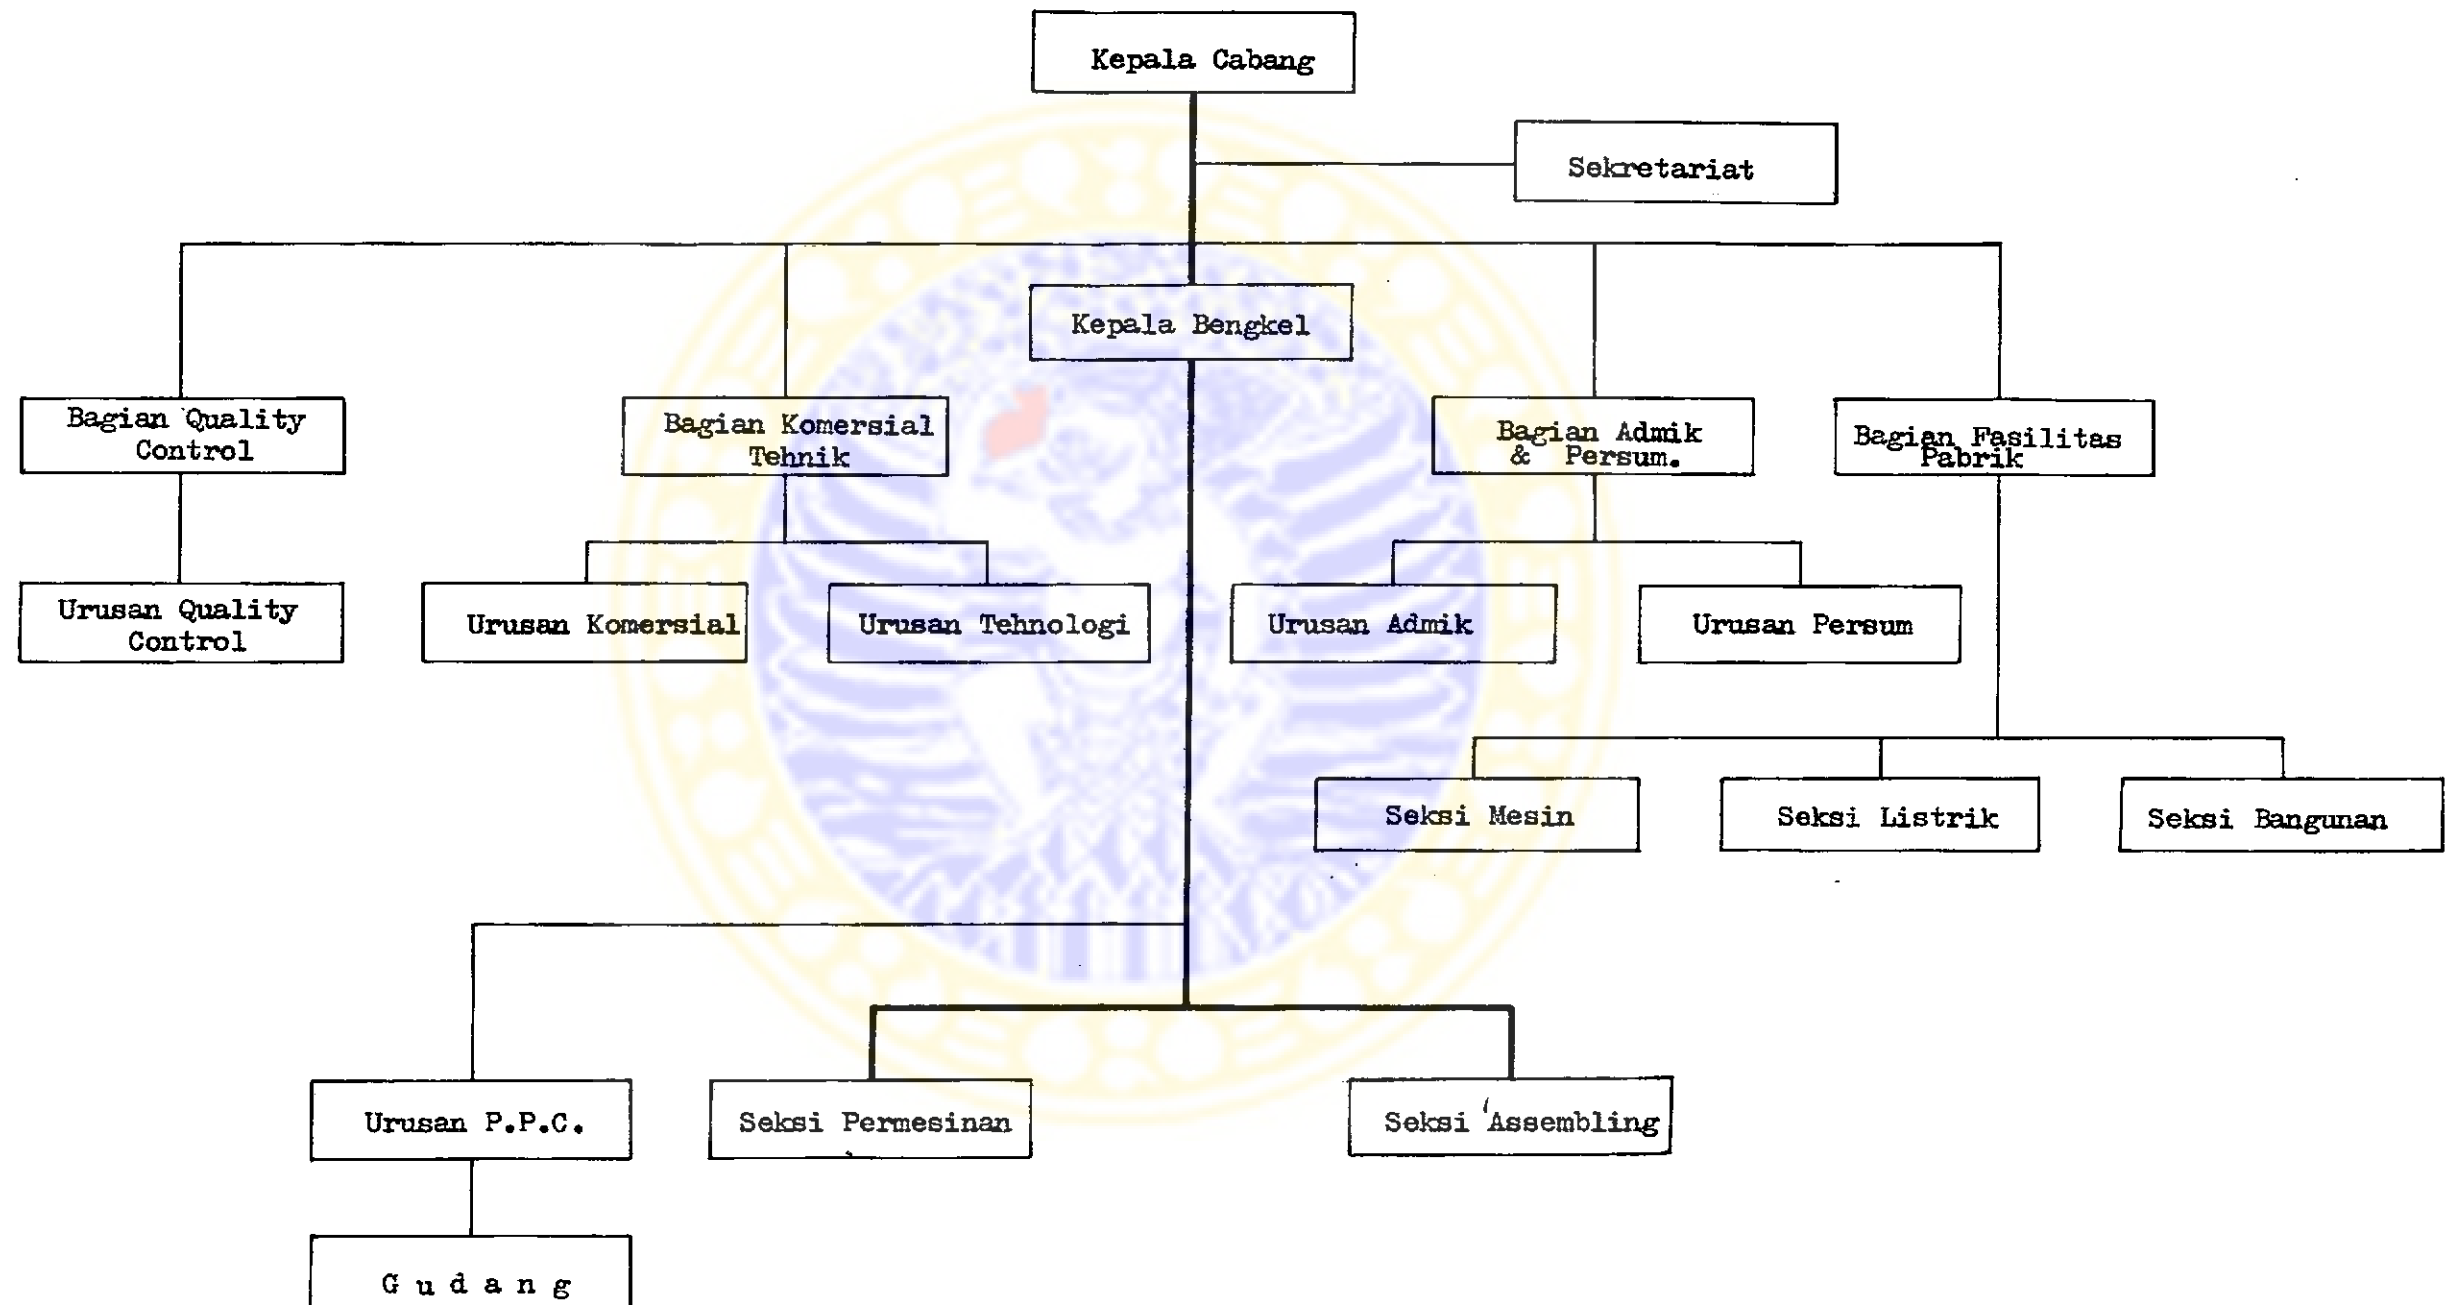 Kepala Cabang
Sekretariat
Kepala Bengkel
Bagian Quality
Control
Bagian Komersial
Tehnik
Bagian Admik
& Persum.
Bagian Fasilitas
Pabrik
Urusan Quality
Control
Urusan Komersial
Urusan Tehnologi
Urusan Admik
Urusan Persum
Seksi Mesin
Seksi Listrik
Seksi Bangunan
Urusan P.P.C.
Seksi Permesinan
Seksi Assembling
G u d a n g